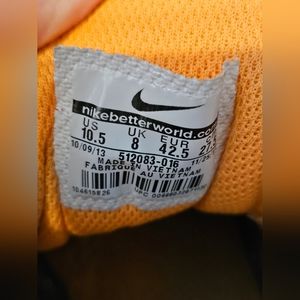 nikebetterworld.co
US UK EUR
10.5 8 42.5
10/09/13 512083-016
MADE IN VIETNAM
FABRIQUE AU VIETNAM